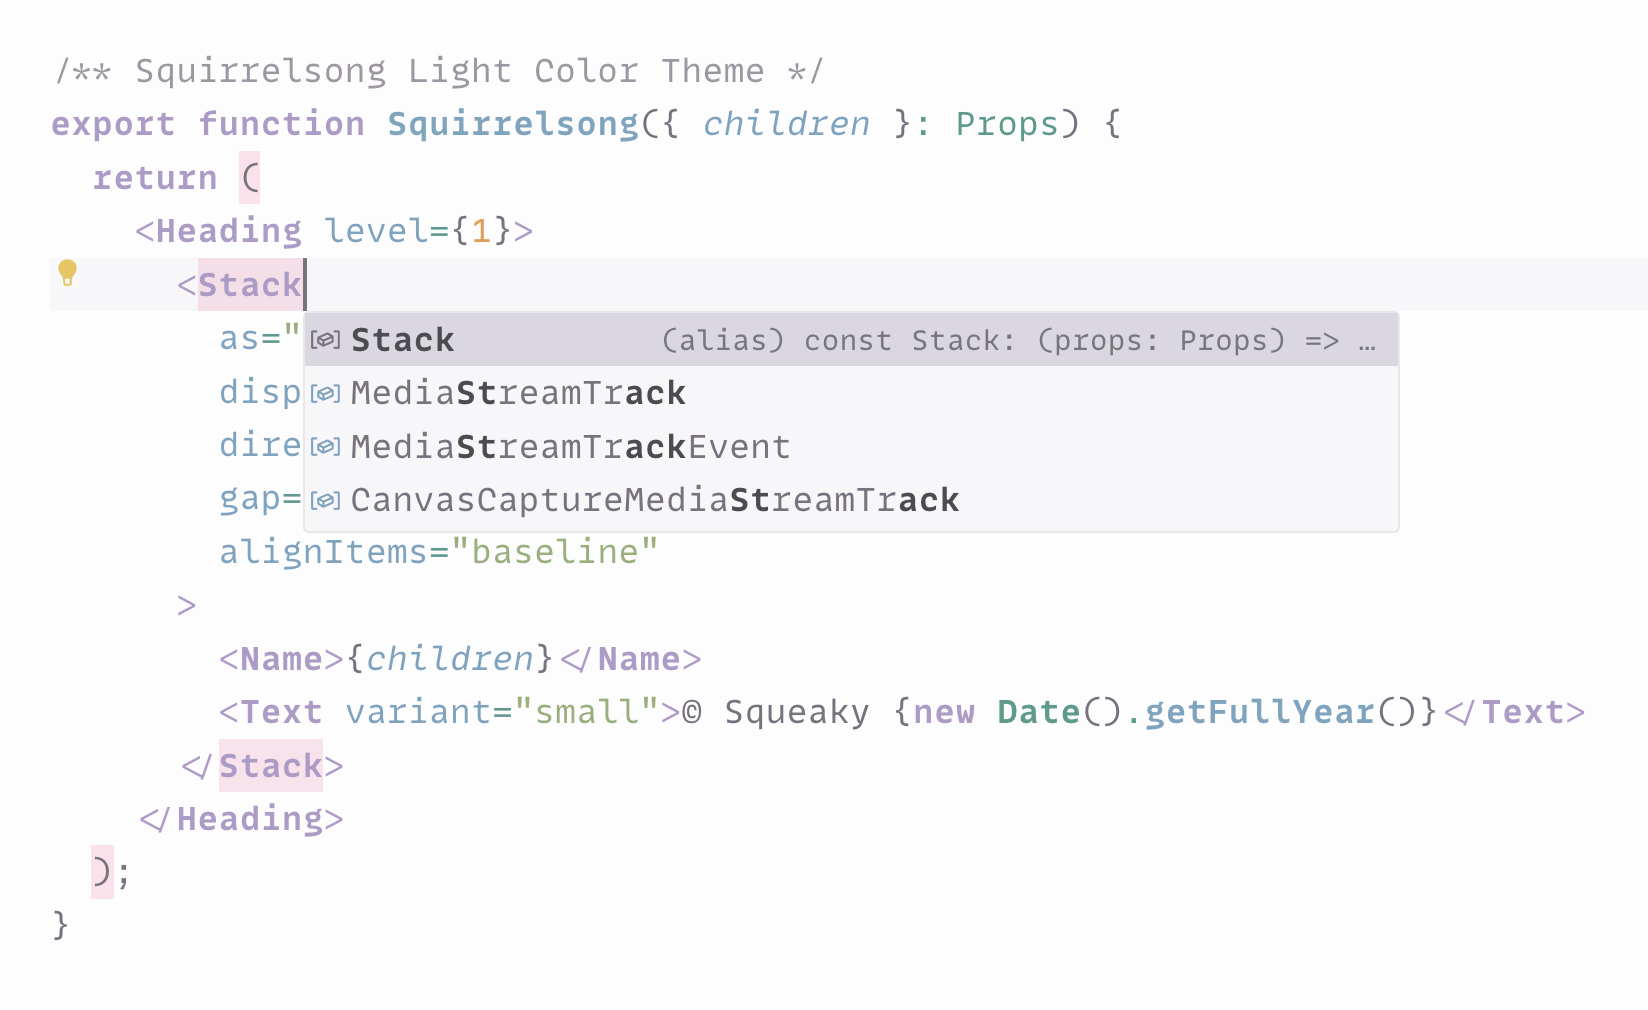 /** Squirrelsong Light Color Theme */
export function Squirrelsong({ children }: Props) {
return (
<Heading level={1}>
<Stack
as="
Stack (alias) const Stack: (props: Props) => …
disp
MediaStreamTrack
dire
MediaStreamTrackEvent
gap=
CanvasCaptureMediaStreamTrack
alignItems="baseline"
>
<Name>{children}</Name>
<Text variant="small">© Squeaky {new Date().getFullYear()}</Text>
</Stack>
</Heading>
);
}